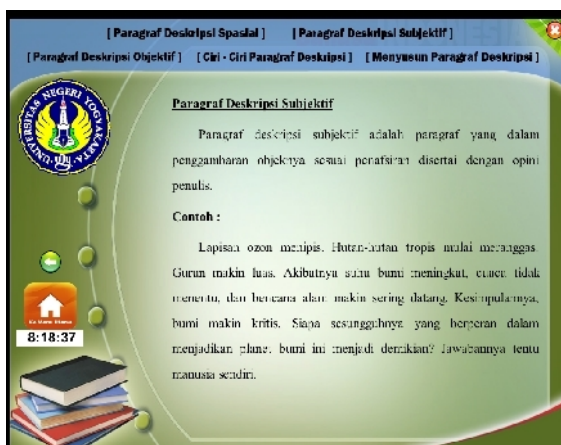 [ Paragraf Deskripsi Spasial ] [ Paragraf Deskripsi Subjektif ]
[ Paragraf Deskripsi Objektif ] [ Ciri - Ciri Paragraf Deskripsi ] [ Menyusun Paragraf Deskripsi ]
UNIVERSITAS NEGERI YOGYAKARTA
Paragraf Deskripsi Subjektif
Paragraf deskripsi subjektif adalah paragraf yang dalam
penggambaran objeknya sesuai penafsiran disertai dengan opini
penulis.
Contoh :
Lapisan ozon menipis. Hutan-hutan tropis mulai meranggas.
Gurun makin luas. Akibatnya suhu bumi meningkat, cuaca tidak
menentu, dan bencana alam makin sering datang. Kesimpulannya,
bumi makin kritis. Siapa sesungguhnya yang berperan dalam
menjadikan planet bumi ini menjadi demikian? Jawabannya tentu
manusia sendiri.
8:18:37